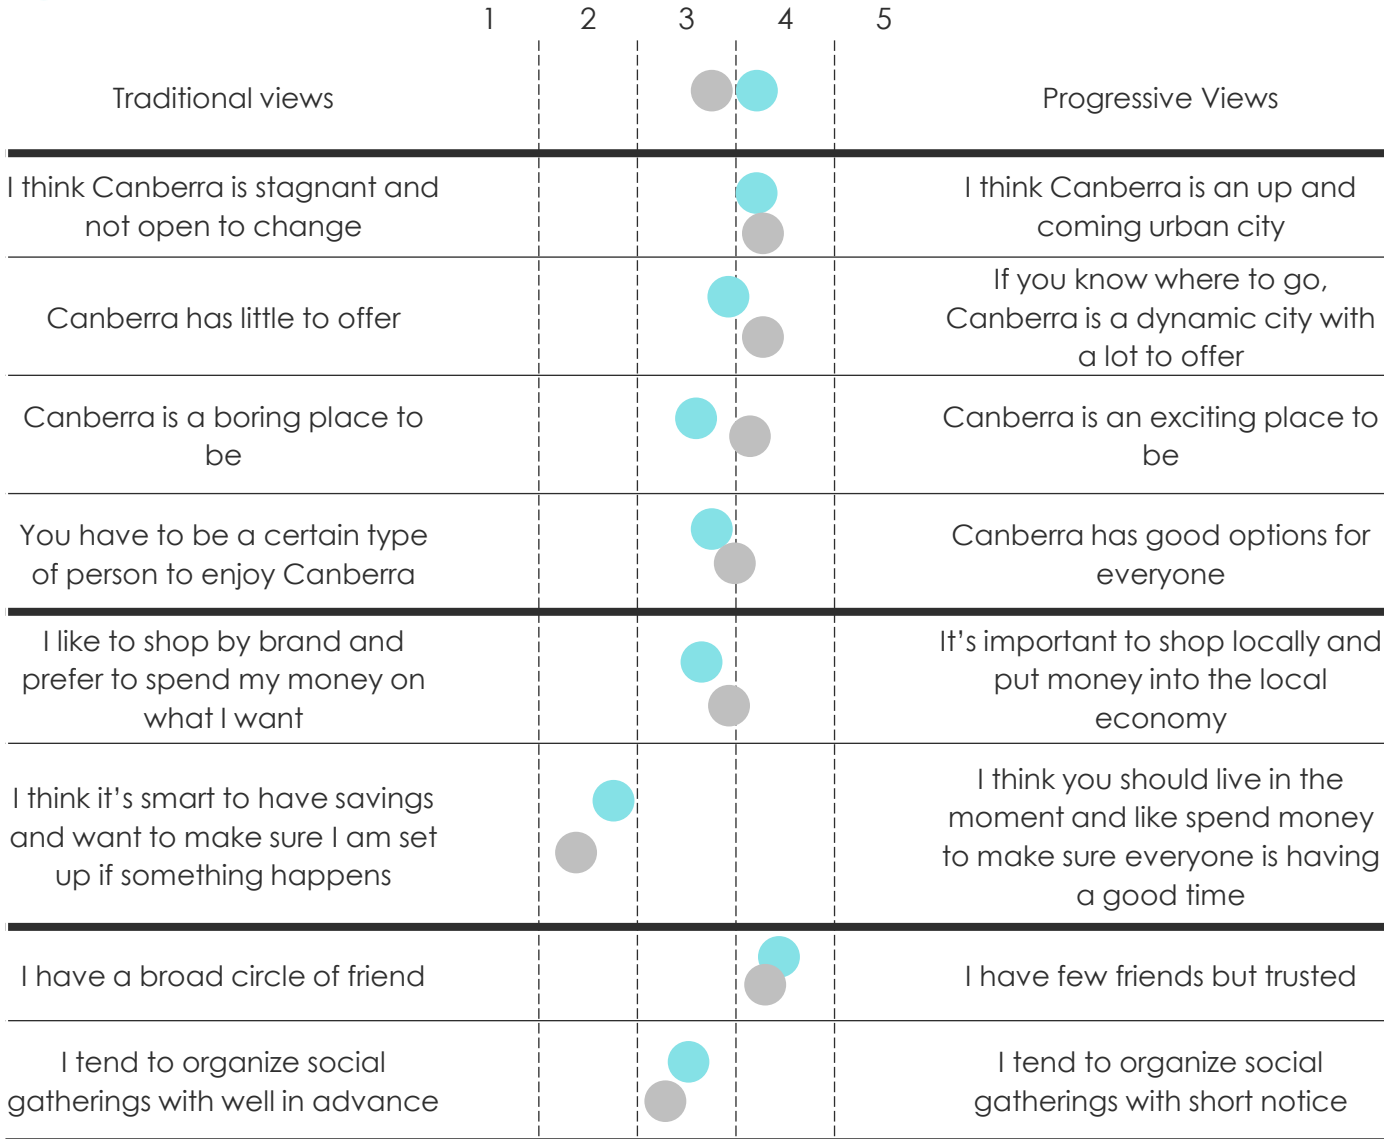 1 2 3 4 5
Traditional views
Progressive Views
I think Canberra is stagnant and
not open to change
I think Canberra is an up and
coming urban city
Canberra has little to offer
If you know where to go,
Canberra is a dynamic city with
a lot to offer
Canberra is a boring place to
be
Canberra is an exciting place to
be
You have to be a certain type
of person to enjoy Canberra
Canberra has good options for
everyone
I like to shop by brand and
prefer to spend my money on
what I want
It’s important to shop locally and
put money into the local
economy
I think it’s smart to have savings
and want to make sure I am set
up if something happens
I think you should live in the
moment and like spend money
to make sure everyone is having
a good time
I have a broad circle of friend
I have few friends but trusted
I tend to organize social
gatherings with well in advance
I tend to organize social
gatherings with short notice